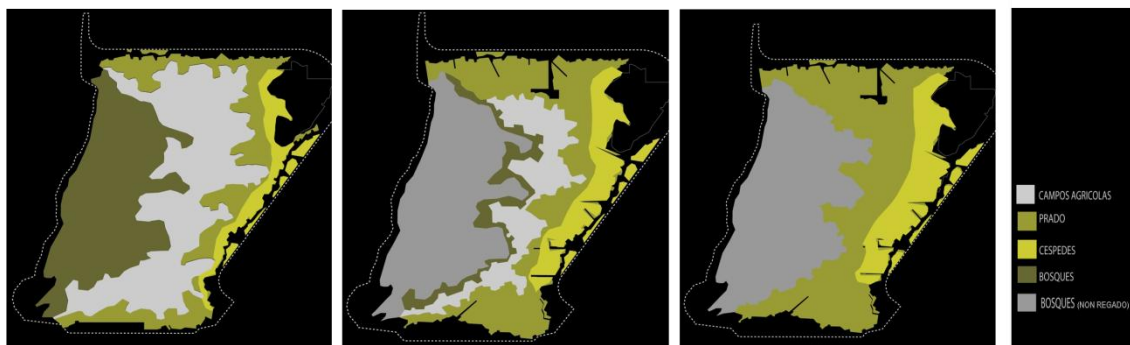 CAMPOS AGRICOLAS
PRADO
CESPEDES
BOSQUES
BOSQUES (NON REGADO)